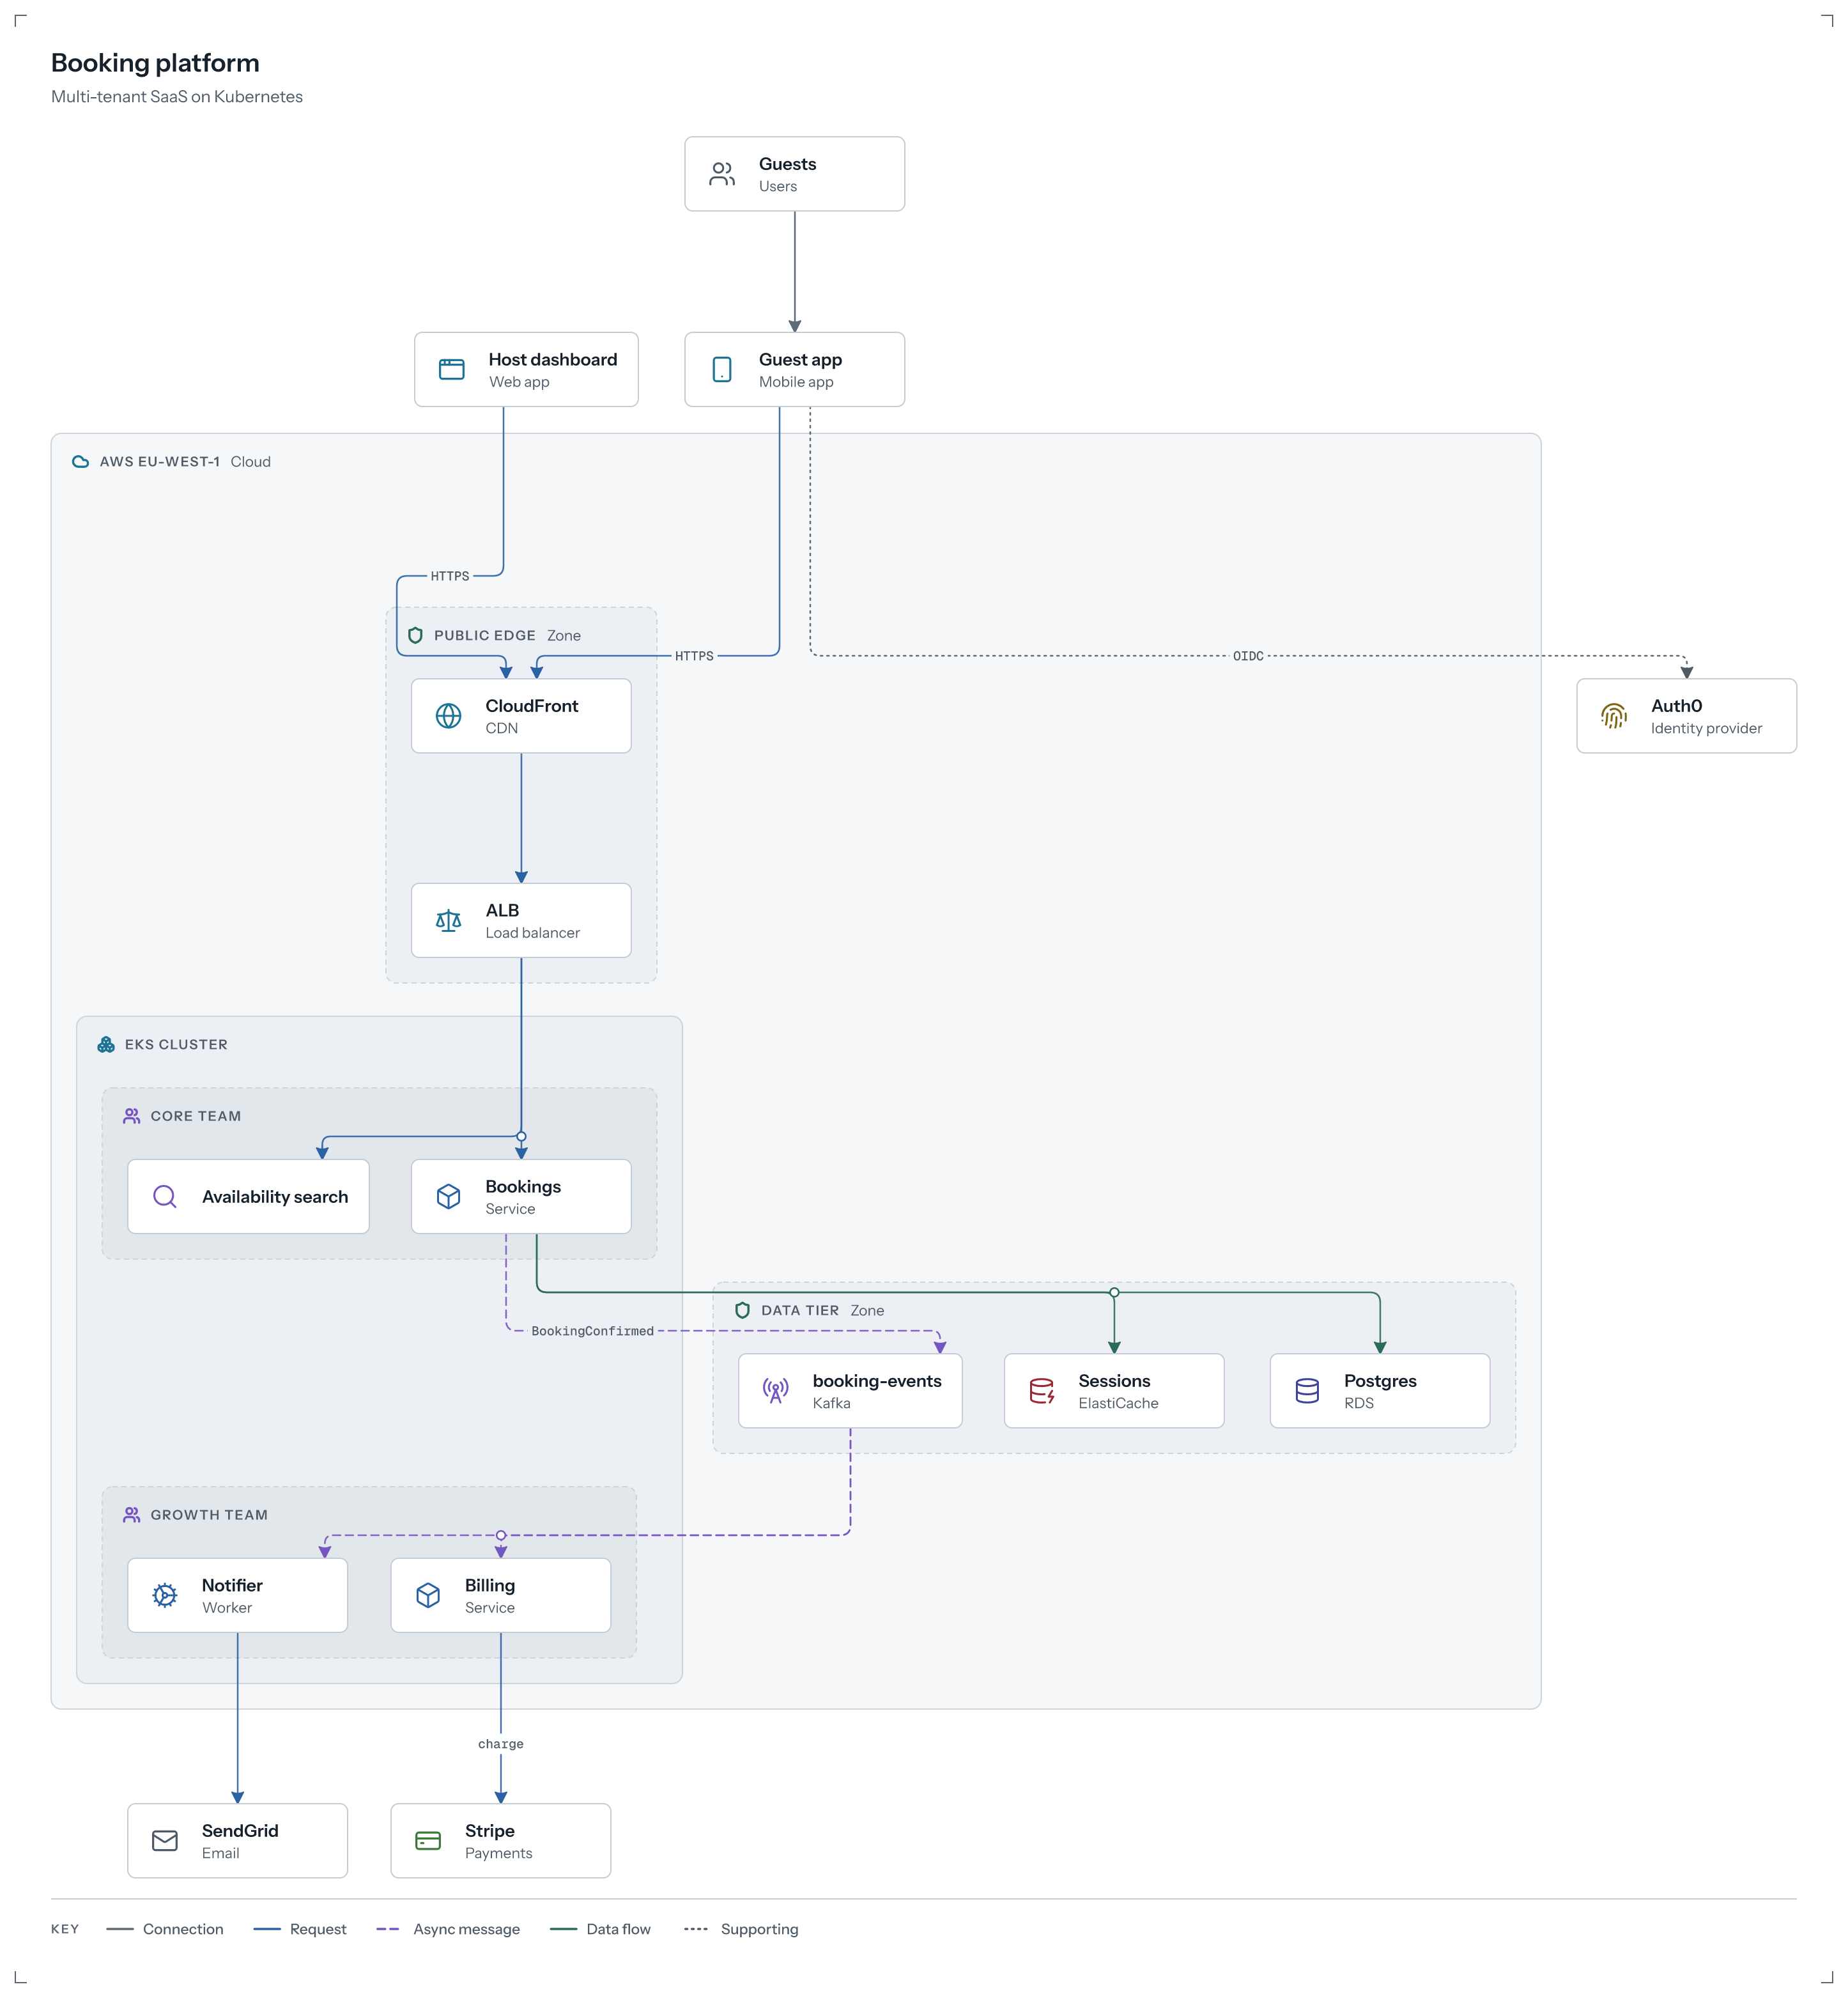 Booking platform
Multi-tenant SaaS on Kubernetes
Guests
Users
Host dashboard
Web app
Guest app
Mobile app
AWS EU-WEST-1 Cloud
HTTPS
PUBLIC EDGE Zone
HTTPS
OIDC
CloudFront
CDN
Auth0
Identity provider
ALB
Load balancer
EKS CLUSTER
CORE TEAM
Availability search
Bookings
Service
DATA TIER Zone
BookingConfirmed
booking-events
Kafka
Sessions
ElastiCache
Postgres
RDS
GROWTH TEAM
Notifier
Worker
Billing
Service
charge
SendGrid
Email
Stripe
Payments
KEY Connection Request Async message Data flow Supporting